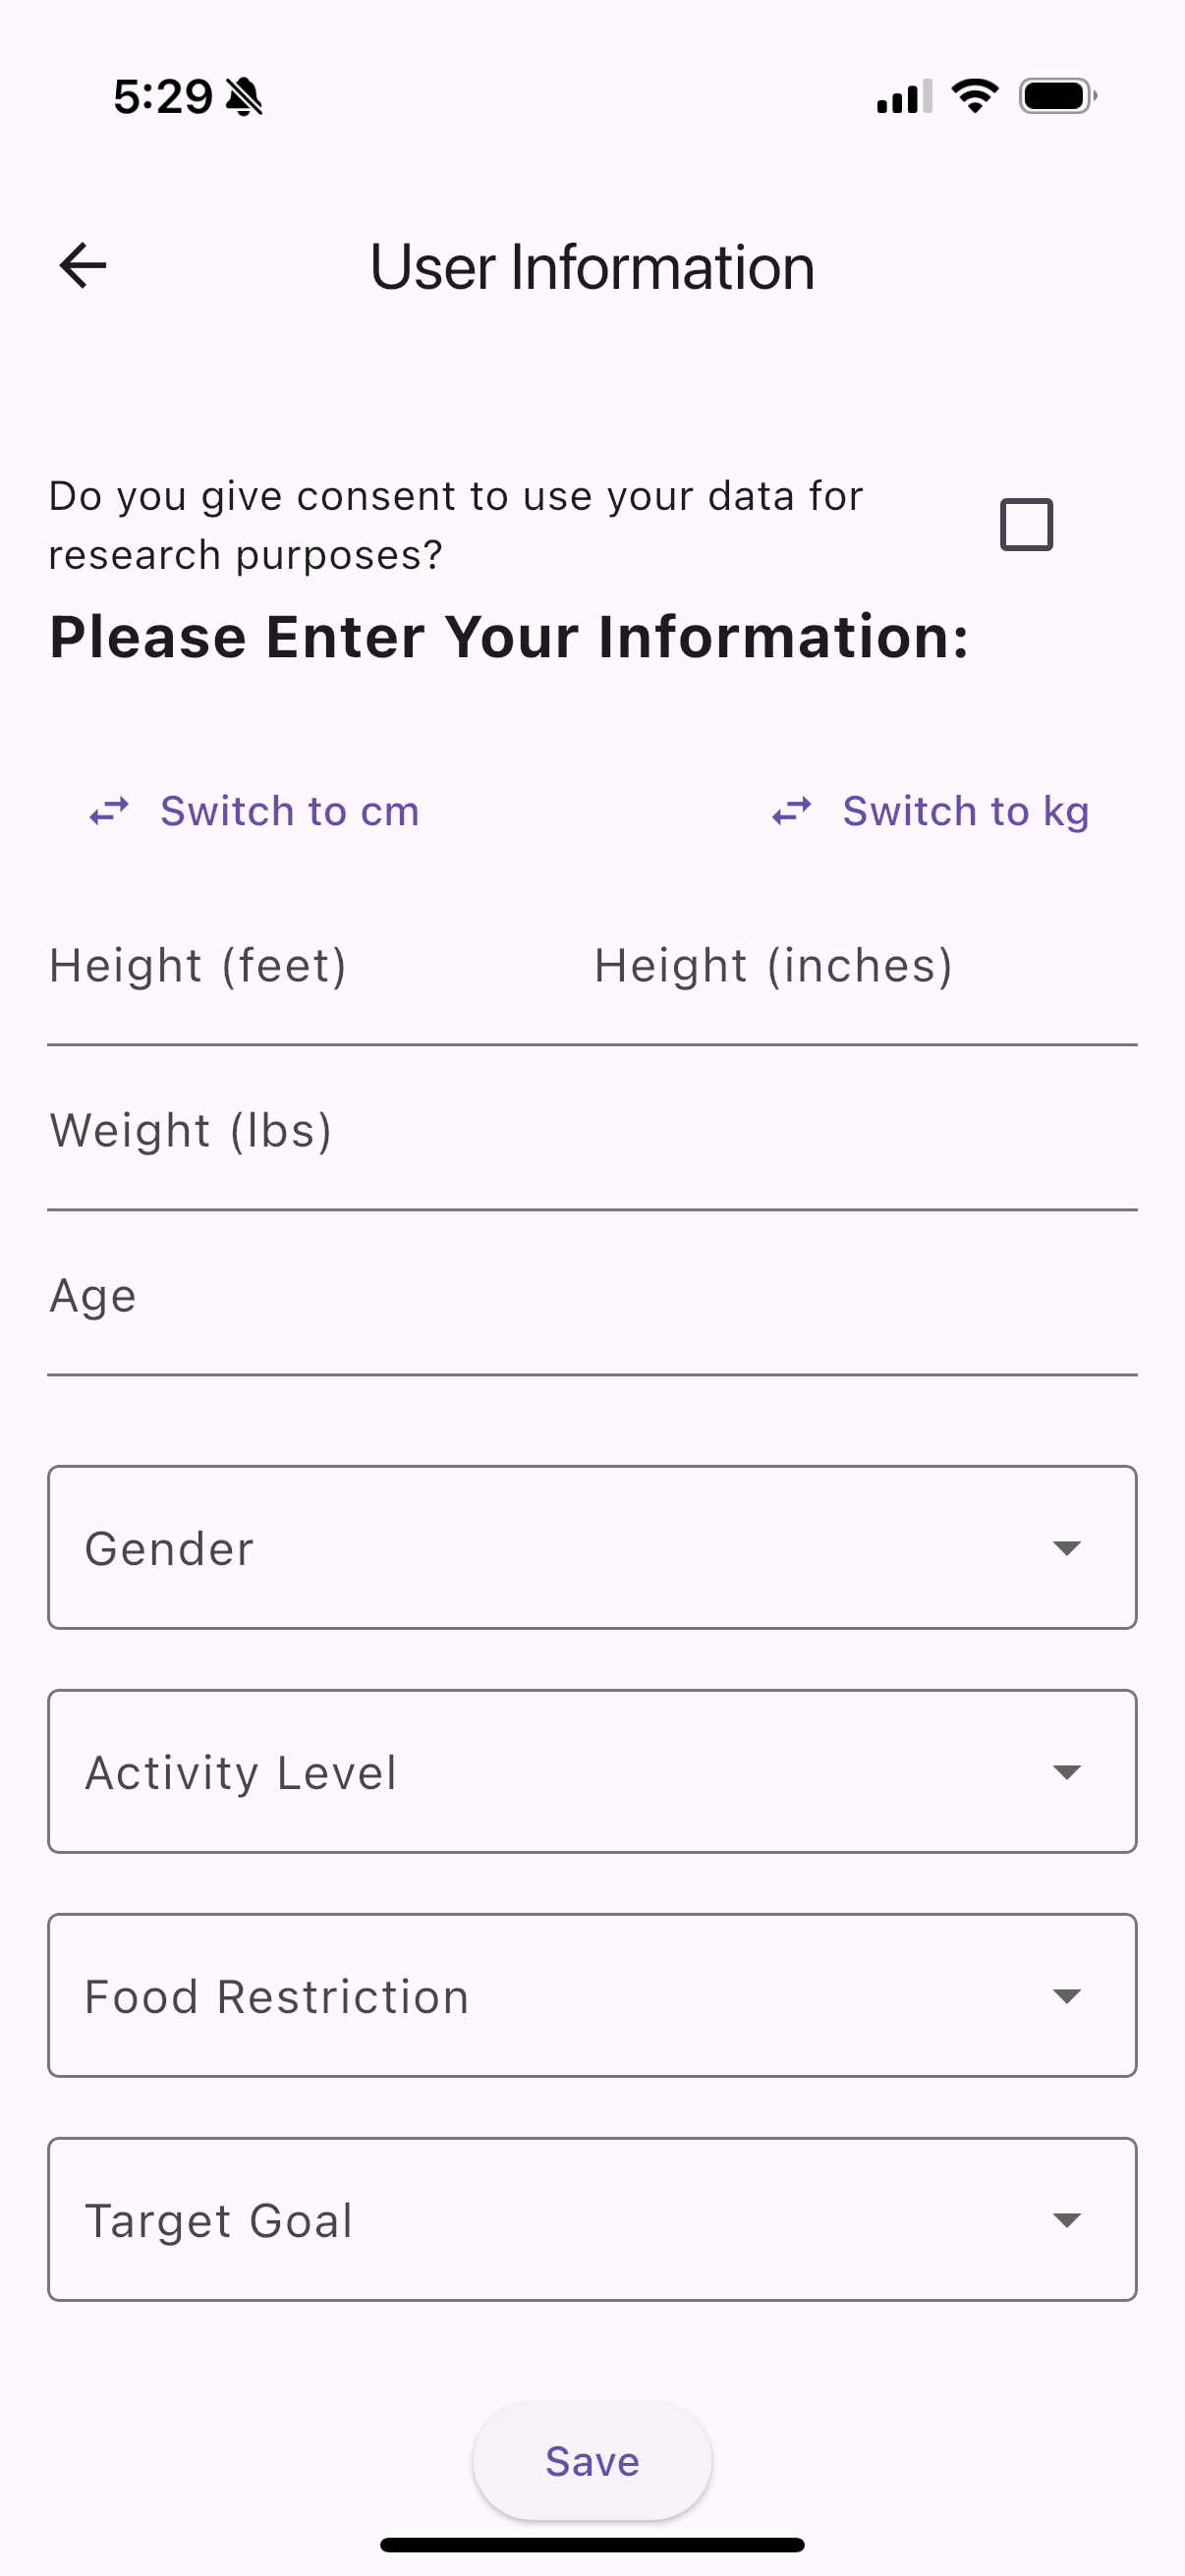 5:29
User Information
Do you give consent to use your data for
research purposes?
Please Enter Your Information:
Switch to cm
Switch to kg
Height (feet)
Height (inches)
Weight (lbs)
Age
Gender
Activity Level
Food Restriction
Target Goal
Save